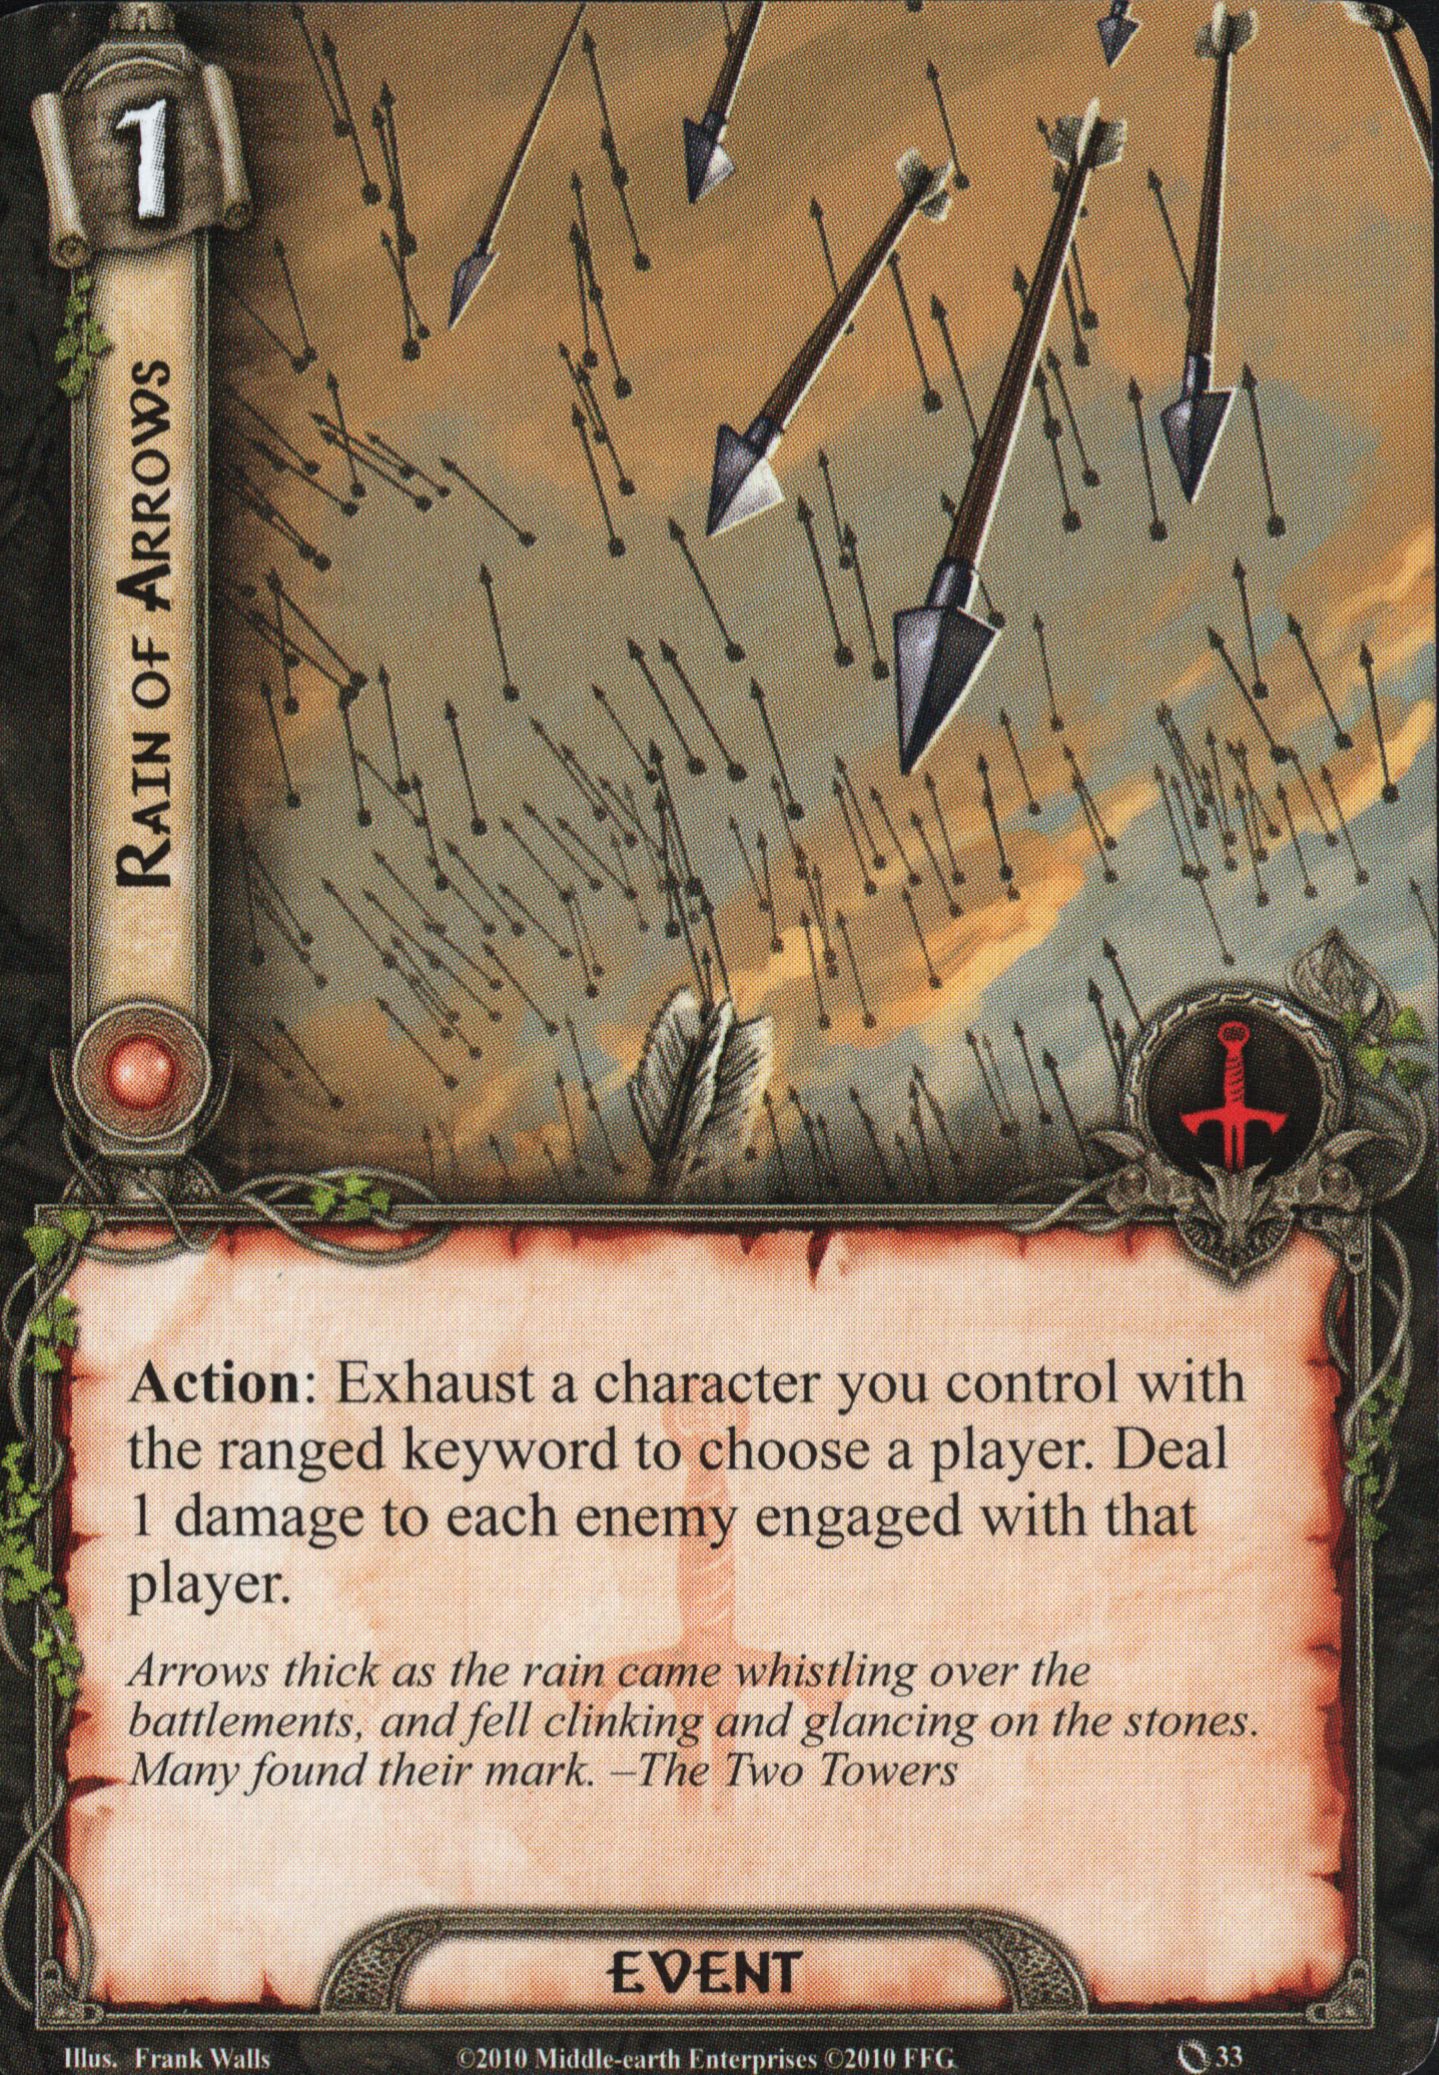 1
RAIN OF ARROWS
Action: Exhaust a character you control with
the ranged keyword to choose a player. Deal
1 damage to each enemy engaged with that
player.
Arrows thick as the rain came whistling over the
battlements, and fell clinking and glancing on the stones.
Many found their mark. –The Two Towers
EVENT
Illus. Frank Walls
©2010 Middle-earth Enterprises ©2010 FFG
33